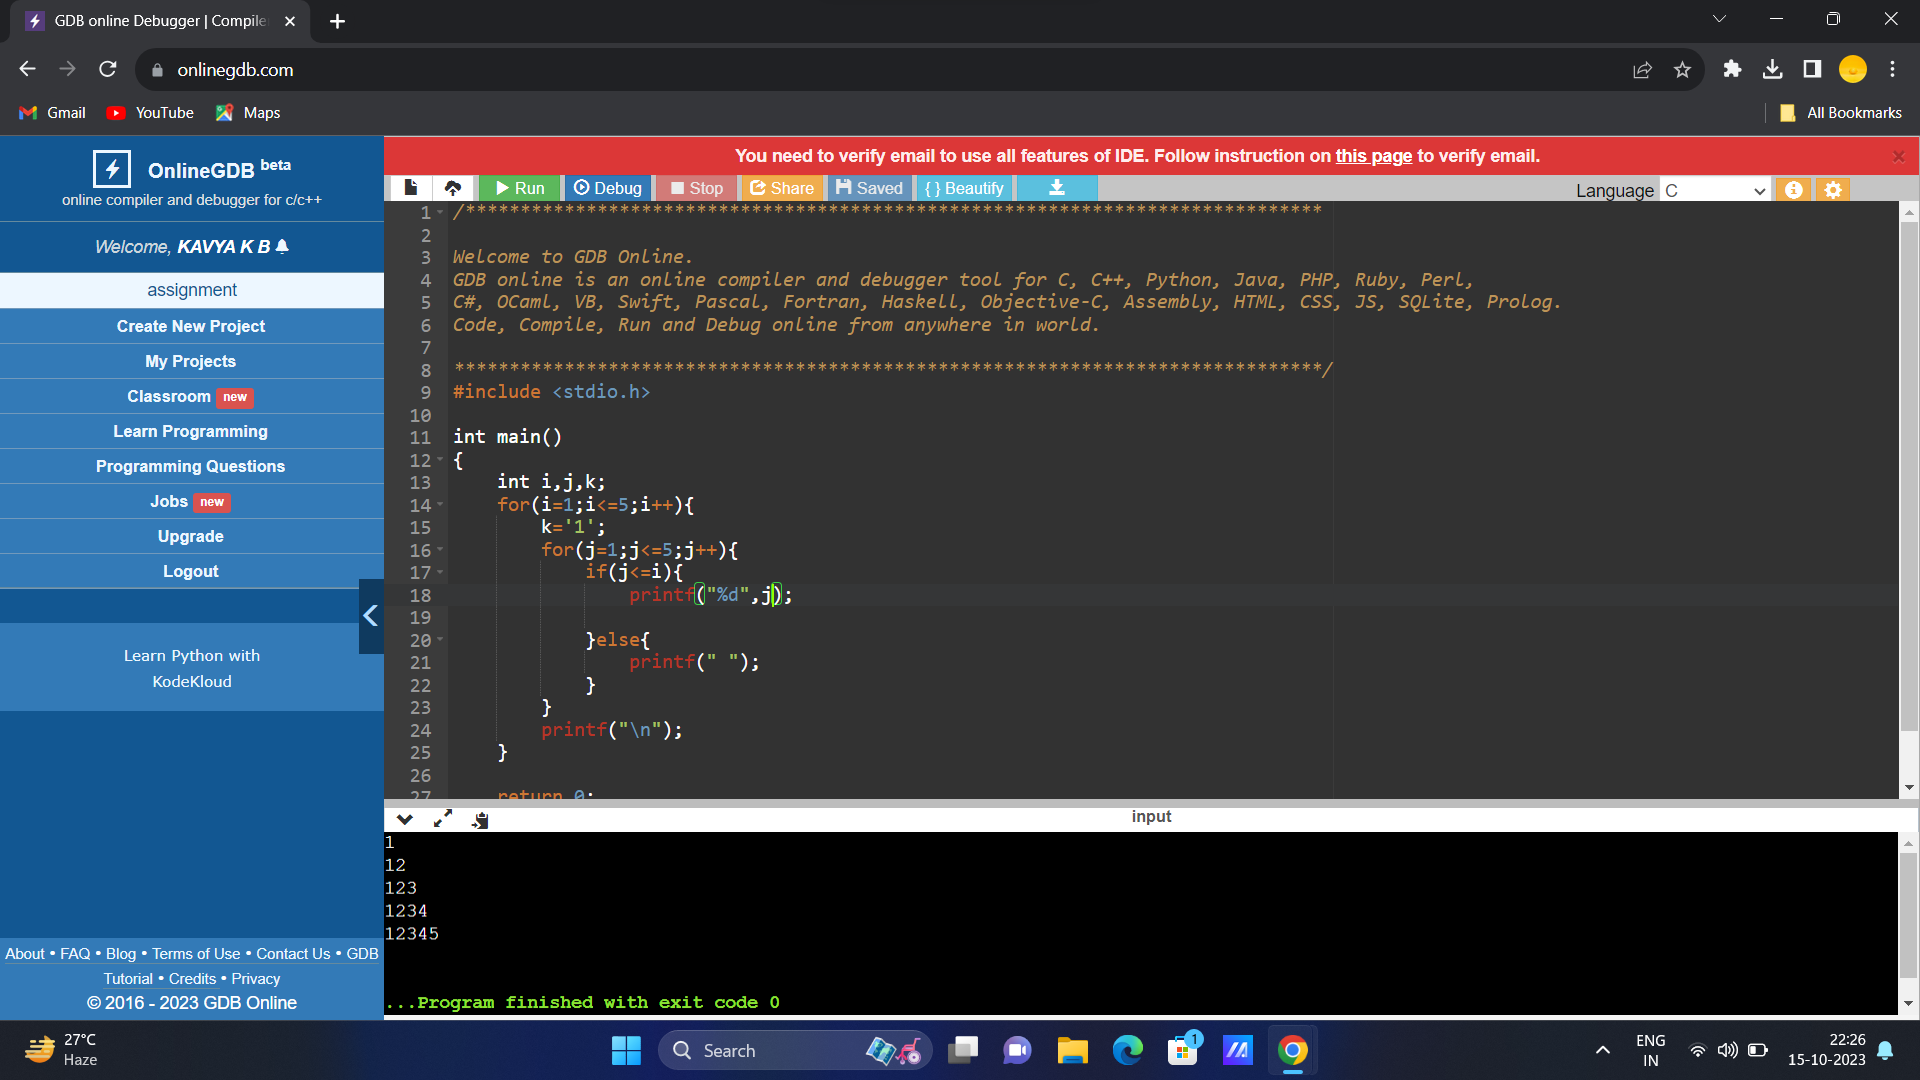 GDB online Debugger | Compile
onlinegdb.com
Gmail
YouTube
Maps
All Bookmarks
OnlineGDB beta
online compiler and debugger for c/c++
Welcome, KAVYA K B
assignment
Create New Project
My Projects
Classroom new
Learn Programming
Programming Questions
Jobs new
Upgrade
Logout
Learn Python with
KodeKloud
About • FAQ • Blog • Terms of Use • Contact Us • GDB
Tutorial • Credits • Privacy
© 2016 - 2023 GDB Online
You need to verify email to use all features of IDE. Follow instruction on this page to verify email.
Run Debug Stop Share Saved {} Beautify
Language C
1 /******************************************************************************
2
3 Welcome to GDB Online.
4 GDB online is an online compiler and debugger tool for C, C++, Python, Java, PHP, Ruby, Perl,
5 C#, OCaml, VB, Swift, Pascal, Fortran, Haskell, Objective-C, Assembly, HTML, CSS, JS, SQLite, Prolog.
6 Code, Compile, Run and Debug online from anywhere in world.
7
8 *******************************************************************************/
9 #include <stdio.h>
10
11 int main()
12 {
13     int i,j,k;
14     for(i=1;i<=5;i++){
15         k='1';
16         for(j=1;j<=5;j++){
17             if(j<=i){
18                 printf("%d",j);
19
20             }else{
21                 printf(" ");
22             }
23         }
24         printf("\n");
25     }
26
27     return 0;
input
1
12
123
1234
12345
...Program finished with exit code 0
27°C
Haze
Search
1
ENG
IN
22:26
15-10-2023